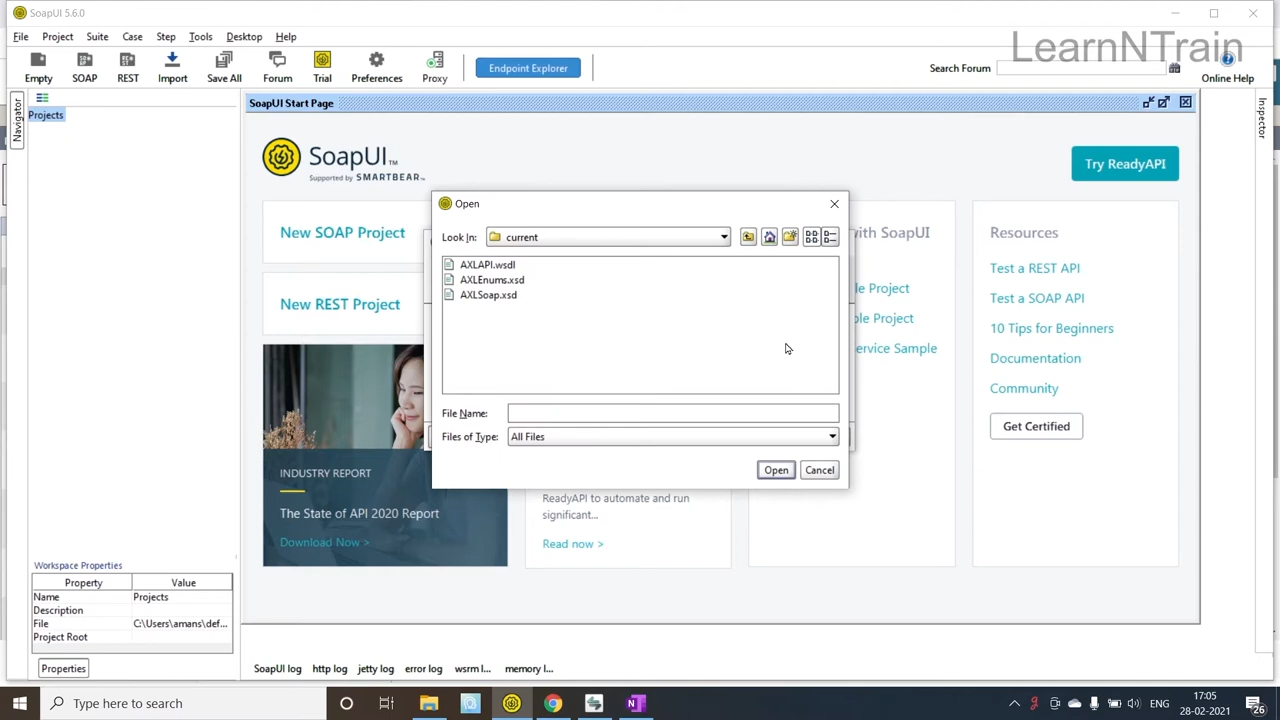 SoapUI 5.6.0
File Project Suite Case Step Tools Desktop Help
LearnNTrain
Empty SOAP REST Import Save All Forum Trial Preferences Proxy
Endpoint Explorer
Search Forum
Online Help
Navigator
Projects
SoapUI Start Page
Inspector
SoapUI™
Supported by SMARTBEAR
Try ReadyAPI
Open
Look In: current
AXLAPI.wsdl
AXLEnums.xsd
AXLSoap.xsd
File Name:
Files of Type: All Files
Open Cancel
New SOAP Project
New REST Project
with SoapUI
Project
Project
Service Sample
Resources
Test a REST API
Test a SOAP API
10 Tips for Beginners
Documentation
Community
Get Certified
INDUSTRY REPORT
The State of API 2020 Report
Download Now >
ReadyAPI to automate and run
significant...
Read now >
Workspace Properties
Property Value
Name Projects
Description
File C:\Users\amans\def...
Project Root
Properties
SoapUI log http log jetty log error log wsrm l... memory l...
Type here to search
ENG
17:05
28-02-2021
26